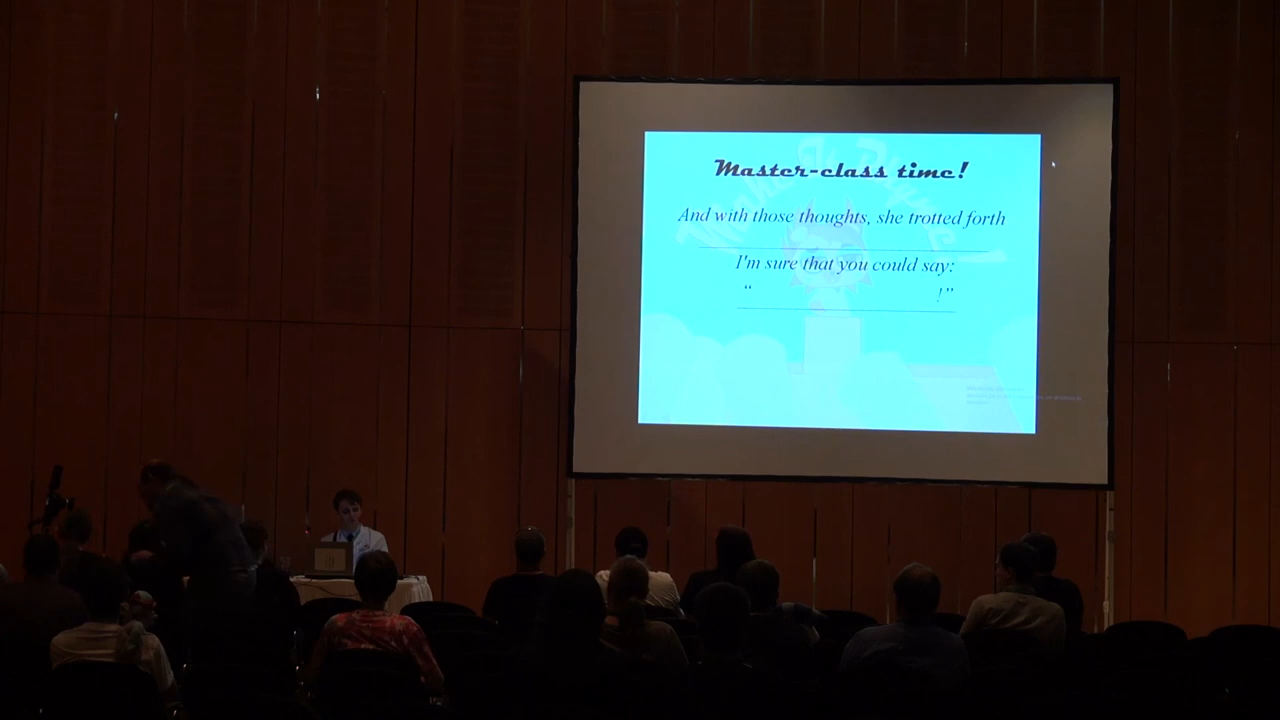 Master-class time!
And with those thoughts, she trotted forth
I'm sure that you could say:
“ !”